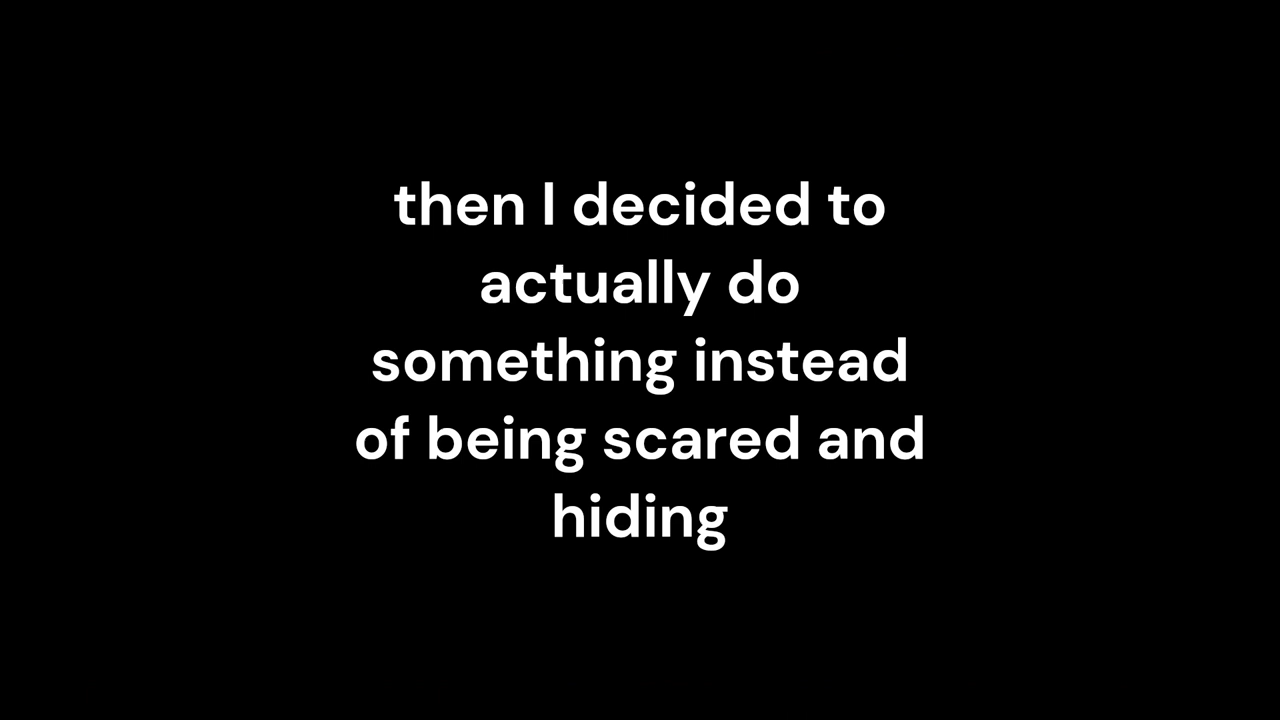 then I decided to
actually do
something instead
of being scared and
hiding